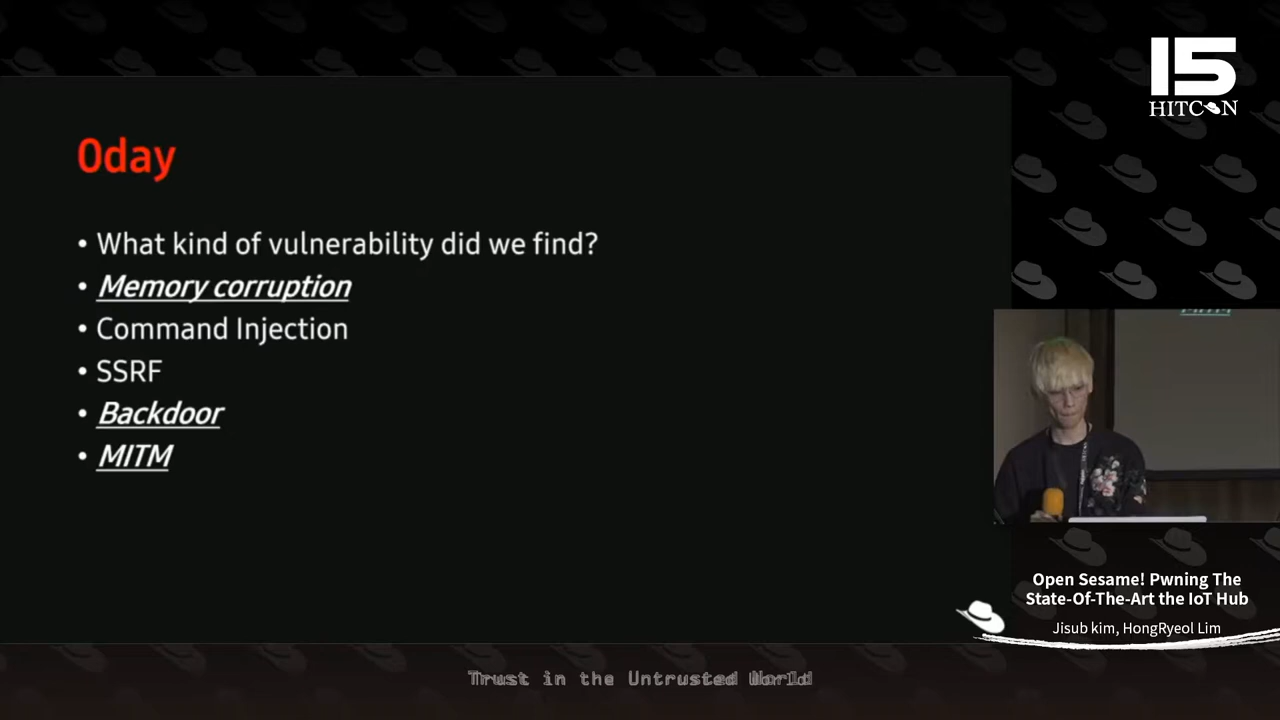 15
HITCON
0day
• What kind of vulnerability did we find?
• Memory corruption
• Command Injection
• SSRF
• Backdoor
• MITM
MITM
Open Sesame! Pwning The
State-Of-The-Art the IoT Hub
Jisub kim, HongRyeol Lim
Trust in the Untrusted World